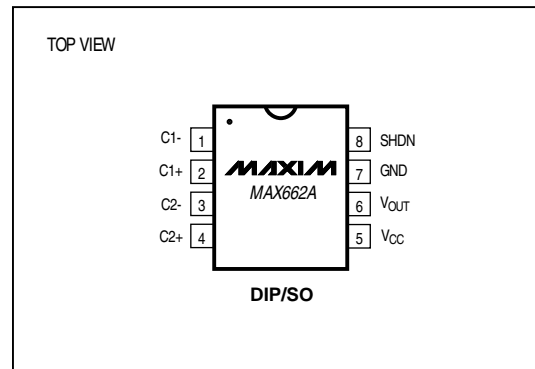 TOP VIEW
C1- 1
C1+ 2
C2- 3
C2+ 4
MAXIM
MAX662A
8 SHDN
7 GND
6 VOUT
5 VCC
DIP/SO